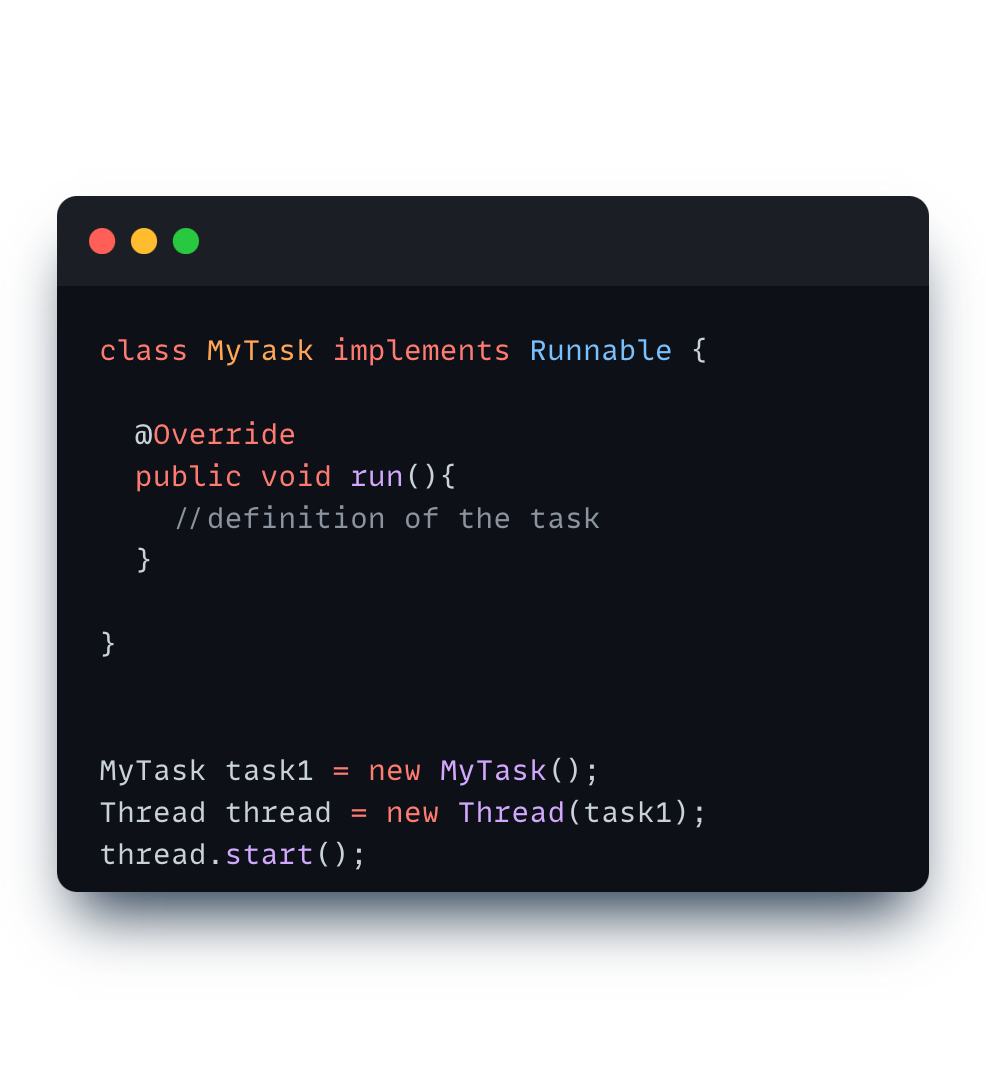 class MyTask implements Runnable {
@Override
public void run(){
//definition of the task
}
}
MyTask task1 = new MyTask();
Thread thread = new Thread(task1);
thread.start();